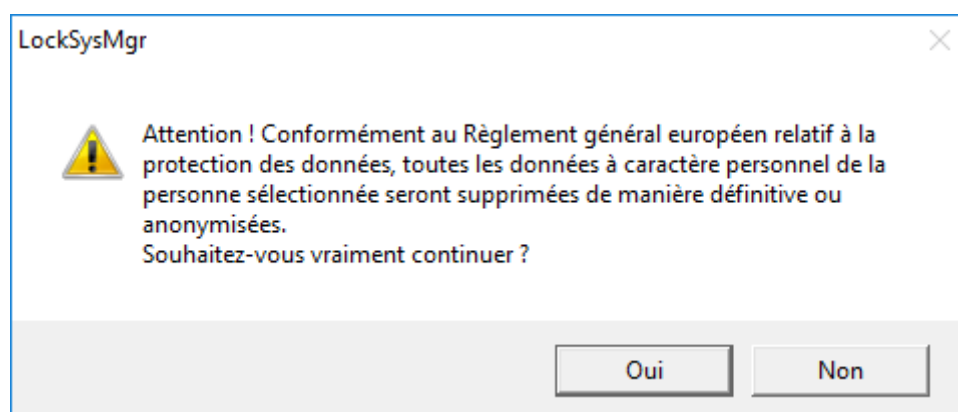 LockSysMgr
Attention ! Conformément au Règlement général européen relatif à la
protection des données, toutes les données à caractère personnel de la
personne sélectionnée seront supprimées de manière définitive ou
anonymisées.
Souhaitez-vous vraiment continuer ?
Oui
Non